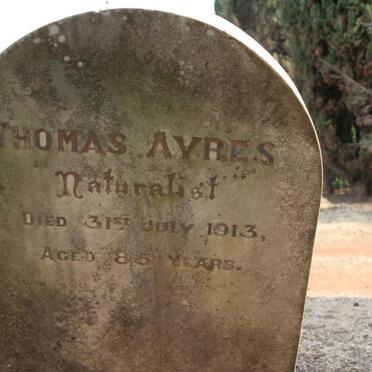 THOMAS AYRES
Naturalist
DIED 31ST JULY 1913,
AGED 85 YEARS.